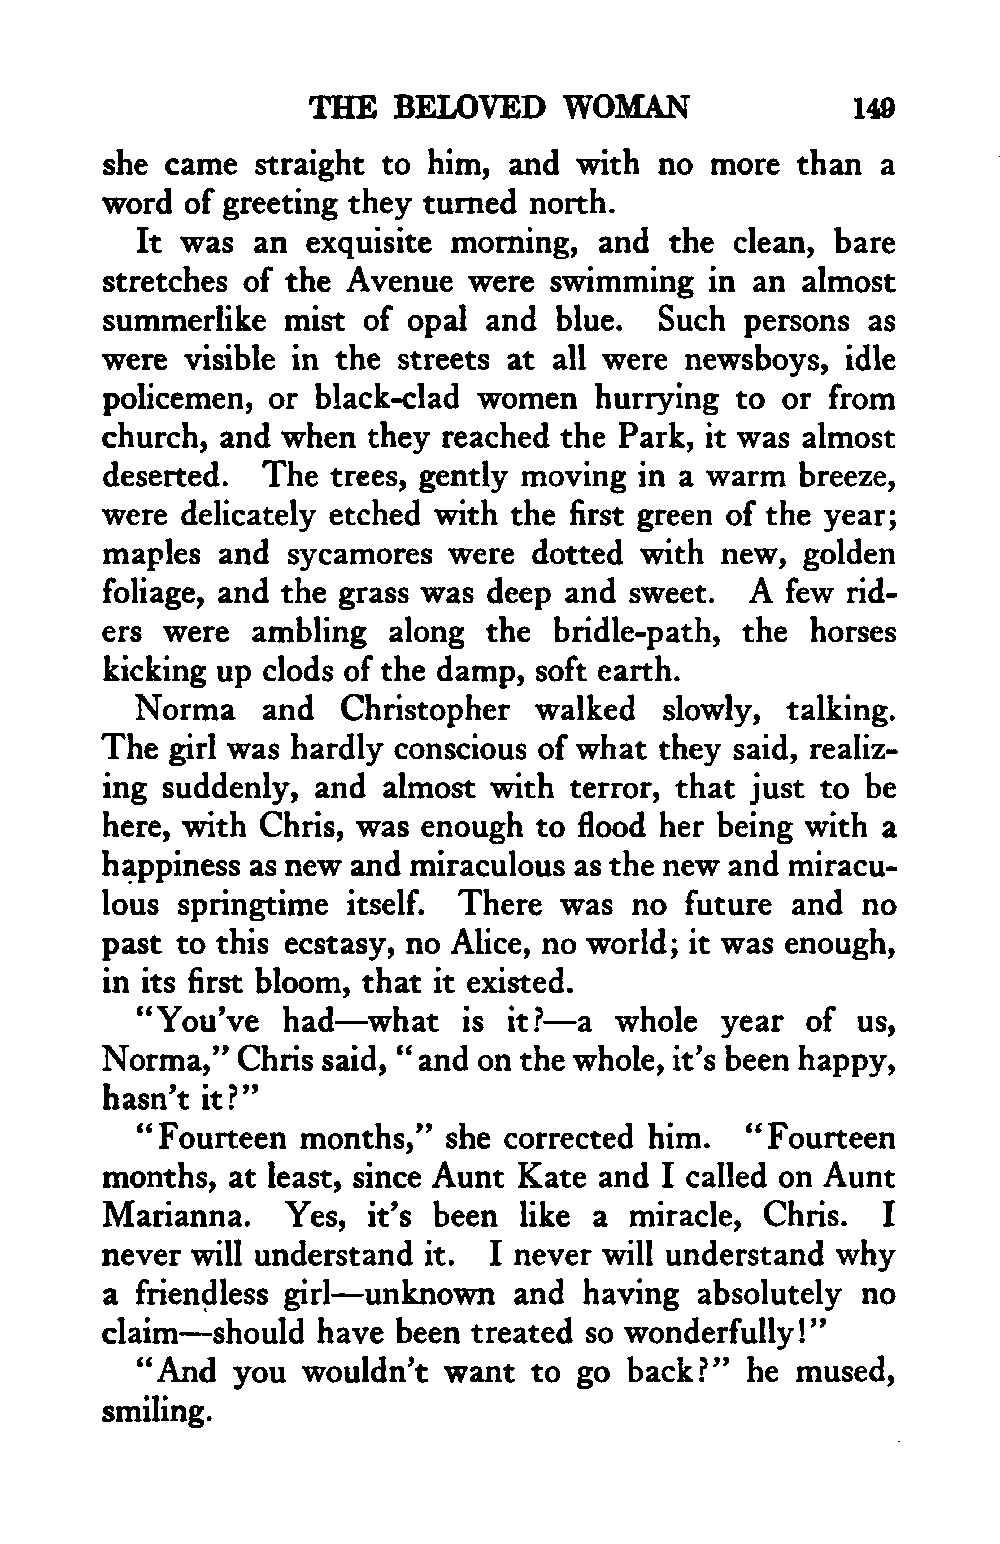 THE BELOVED WOMAN 149
she came straight to him, and with no more than a
word of greeting they turned north.
It was an exquisite morning, and the clean, bare
stretches of the Avenue were swimming in an almost
summerlike mist of opal and blue. Such persons as
were visible in the streets at all were newsboys, idle
policemen, or black-clad women hurrying to or from
church, and when they reached the Park, it was almost
deserted. The trees, gently moving in a warm breeze,
were delicately etched with the first green of the year;
maples and sycamores were dotted with new, golden
foliage, and the grass was deep and sweet. A few rid-
ers were ambling along the bridle-path, the horses
kicking up clods of the damp, soft earth.
Norma and Christopher walked slowly, talking.
The girl was hardly conscious of what they said, realiz-
ing suddenly, and almost with terror, that just to be
here, with Chris, was enough to flood her being with a
happiness as new and miraculous as the new and miracu-
lous springtime itself. There was no future and no
past to this ecstasy, no Alice, no world; it was enough,
in its first bloom, that it existed.
"You've had—what is it?—a whole year of us,
Norma," Chris said, "and on the whole, it's been happy,
hasn't it?"
"Fourteen months," she corrected him. "Fourteen
months, at least, since Aunt Kate and I called on Aunt
Marianna. Yes, it's been like a miracle, Chris. I
never will understand it. I never will understand why
a friendless girl—unknown and having absolutely no
claim—should have been treated so wonderfully!"
"And you wouldn't want to go back?" he mused,
smiling.